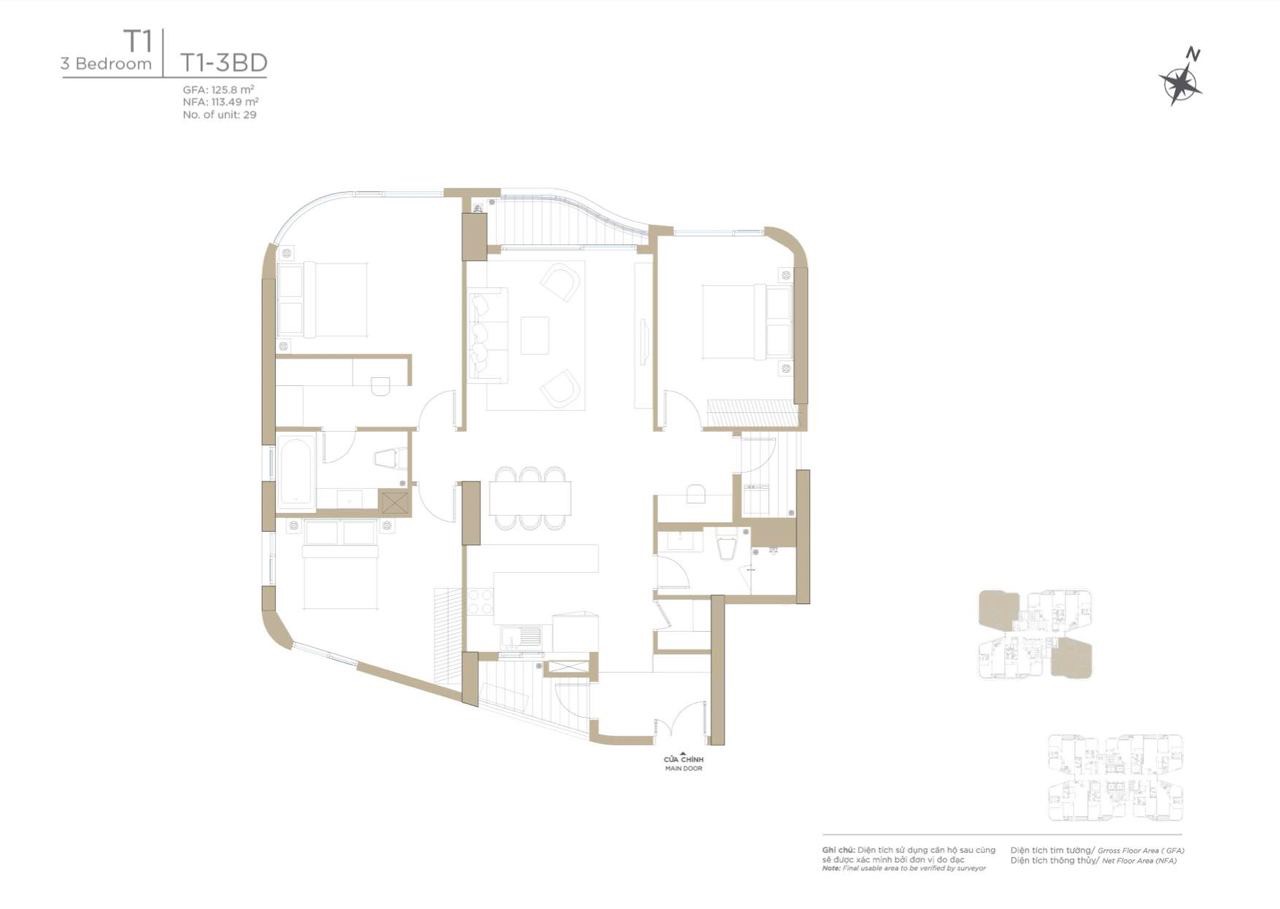 T1
3 Bedroom
T1-3BD
GFA: 125.8 m²
NFA: 113.49 m²
No. of unit: 29
N
CỬA CHÍNH
MAIN DOOR
Ghi chú: Diện tích sử dụng căn hộ sau cùng
sẽ được xác minh bởi đơn vị đo đạc
Note: Final usable area to be verified by surveyor
Diện tích tim tường/ Grross Floor Area ( GFA)
Diện tích thông thủy/ Net Floor Area (NFA)